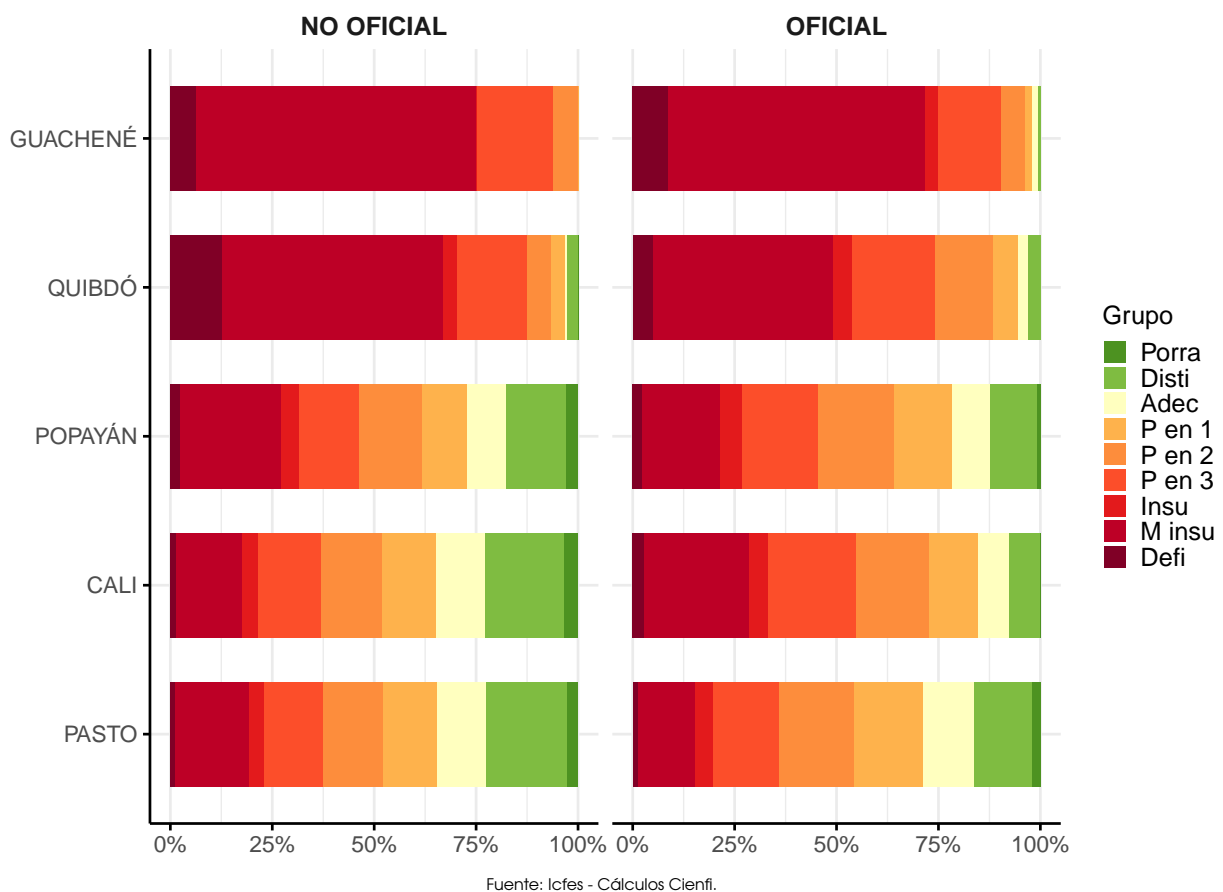 NO OFICIAL
OFICIAL
GUACHENÉ
QUIBDÓ
POPAYÁN
CALI
PASTO
0%
25%
50%
75%
100%
0%
25%
50%
75%
100%
Grupo
Porra
Disti
Adec
P en 1
P en 2
P en 3
Insu
M insu
Defi
Fuente: Icfes - Cálculos Cienfi.